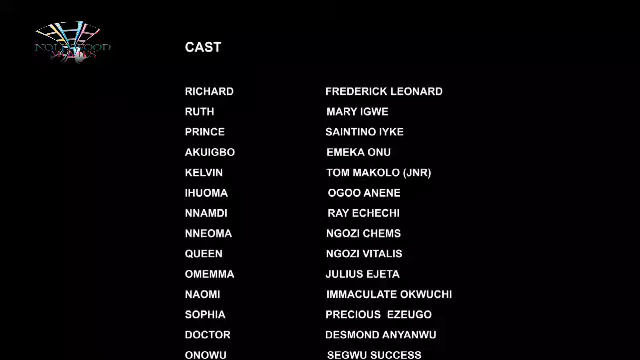 NOLLYWOOD
CAST
RICHARD FREDERICK LEONARD
RUTH MARY IGWE
PRINCE SAINTINO IYKE
AKUIGBO EMEKA ONU
KELVIN TOM MAKOLO (JNR)
IHUOMA OGOO ANENE
NNAMDI RAY ECHECHI
NNEOMA NGOZI CHEMS
QUEEN NGOZI VITALIS
OMEMMA JULIUS EJETA
NAOMI IMMACULATE OKWUCHI
SOPHIA PRECIOUS EZEUGO
DOCTOR DESMOND ANYANWU
ONOWU SEGWU SUCCESS